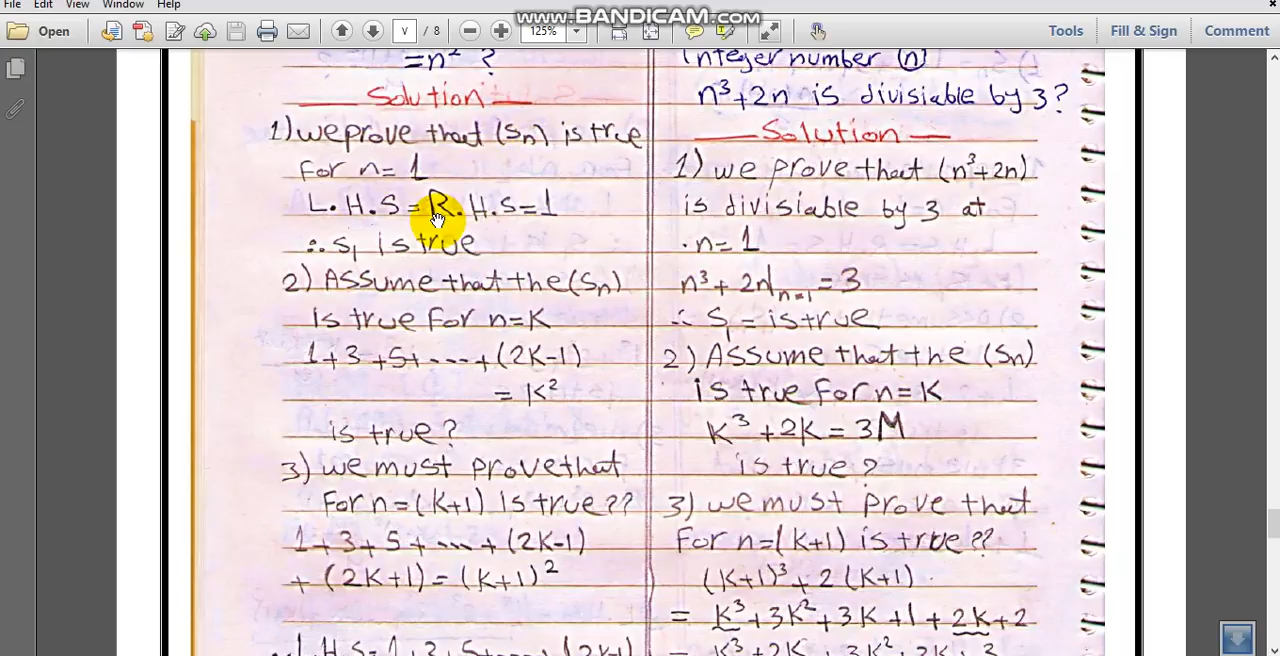 File Edit View Window Help
www.BANDICAM.com
Open
V / 8
125%
Tools Fill & Sign Comment
=n² ?
Solution
1) we prove that (Sn) is true
For n=1
L.H.S=R.H.S=1
∴ S₁ is true
2) Assume that the (Sn)
is true for n=K
1+3+5+----+(2K-1)
= K²
is true?
3) we must prove that
For n=(K+1) is true??
1+3+5+----+(2K-1)
+(2K+1)=(K+1)²
Integer number (n)
n³+2n is divisiable by 3?
Solution
1) we prove that (n³+2n)
is divisiable by 3 at
.n=1
n³+2n|n=1 =3
∴ S₁ = is true
2) Assume that the (Sn)
is true For n=K
K³+2K=3M
is true?
3) we must prove that
For n=(K+1) is true??
(K+1)³+2(K+1)
= K³+3K²+3K+1+2K+2